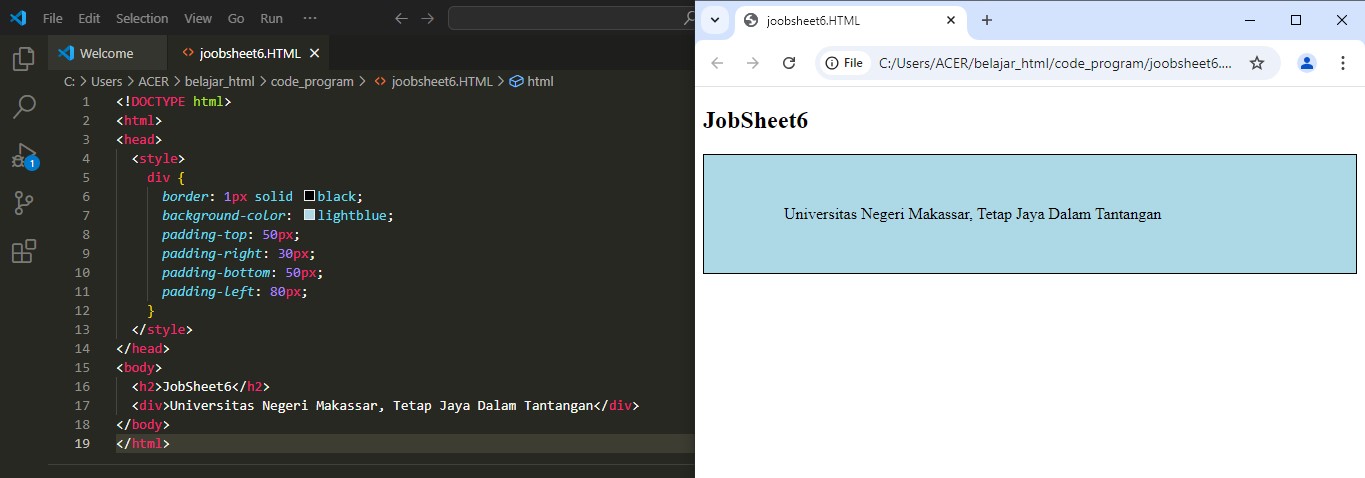 File Edit Selection View Go Run ···
Welcome
joobsheet6.HTML
C: > Users > ACER > belajar_html > code_program > joobsheet6.HTML > html
1 <!DOCTYPE html>
2 <html>
3 <head>
4 <style>
5 div {
6 border: 1px solid black;
7 background-color: lightblue;
8 padding-top: 50px;
9 padding-right: 30px;
10 padding-bottom: 50px;
11 padding-left: 80px;
12 }
13 </style>
14 </head>
15 <body>
16 <h2>JobSheet6</h2>
17 <div>Universitas Negeri Makassar, Tetap Jaya Dalam Tantangan</div>
18 </body>
19 </html>
1
joobsheet6.HTML
File C:/Users/ACER/belajar_html/code_program/joobsheet6....
JobSheet6
Universitas Negeri Makassar, Tetap Jaya Dalam Tantangan